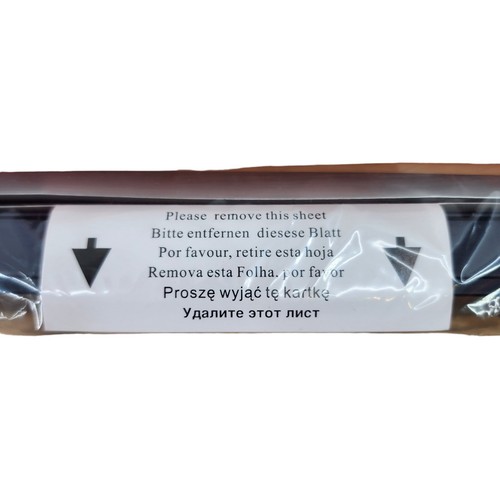 Please remove this sheet
Bitte entfernen diesese Blatt
Por favour, retire esta hoja
Remova esta Folha, por favor
Proszę wyjąć tę kartkę
Удалите этот лист